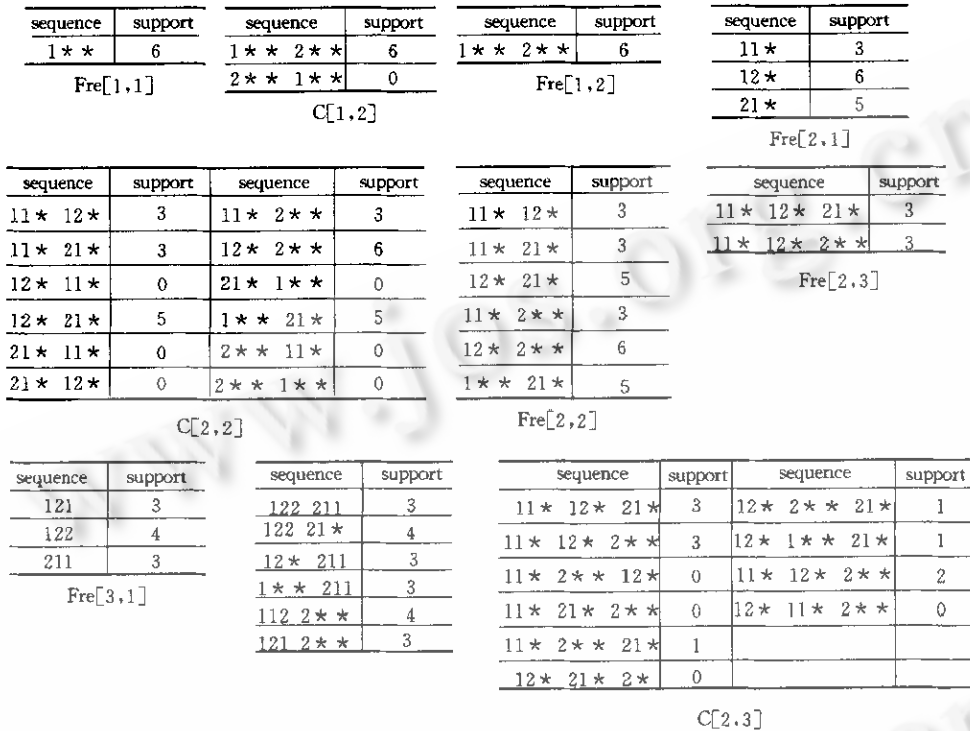 sequence support
1** 6
Fre[1,1]
sequence support
1** 2** 6
2** 1** 0
C[1,2]
sequence support
1** 2** 6
Fre[1,2]
sequence support
11* 3
12* 6
21* 5
Fre[2,1]
sequence support sequence support
11* 12* 3 11* 2** 3
11* 21* 3 12* 2** 6
12* 11* 0 21* 1** 0
12* 21* 5 1** 21* 5
21* 11* 0 2** 11* 0
21* 12* 0 2** 1** 0
C[2,2]
sequence support
11* 12* 3
11* 21* 3
12* 21* 5
11* 2** 3
12* 2** 6
1** 21* 5
Fre[2,2]
sequence support
11* 12* 21* 3
11* 12* 2** 3
Fre[2.3]
sequence support
121 3
122 4
211 3
Fre[3,1]
sequence support
122 211 3
122 21* 4
12* 211 3
1** 211 3
112 2** 4
121 2** 3
sequence support sequence support
11* 12* 21* 3 12* 2** 21* 1
11* 12* 2** 3 12* 1** 21* 1
11* 2** 12* 0 11* 12* 2** 2
11* 21* 2** 0 12* 11* 2** 0
11* 2** 21* 1
12* 21* 2* 0
C[2.3]
www.jos.org.cn